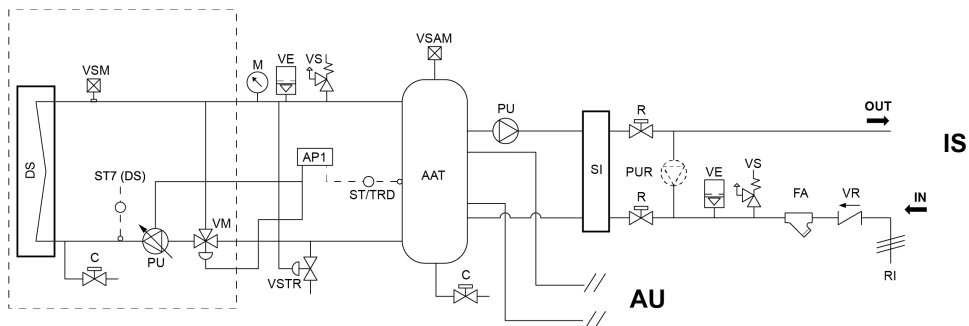 VSAM
M
VE
VS
VSM
OUT
PU
R
IS
AP1
ST7 (DS)
DS
AAT
SI
PUR
VE
VS
ST/TRD
R
FA
VR
IN
VM
PU
C
VSTR
C
RI
AU